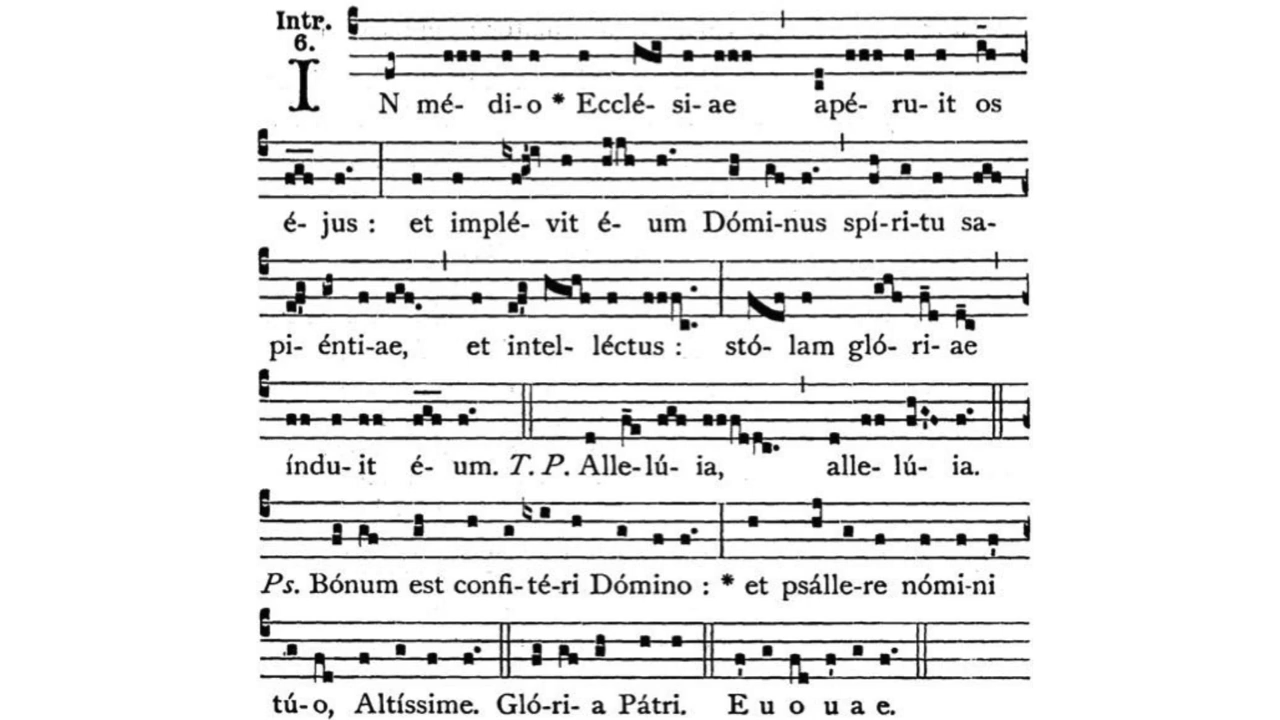 Intr.
6.
IN mé- di-o * Ecclé- si- ae apé- ru- it os
é- jus : et implé- vit é- um Dómi-nus spí-ri-tu sa-
pi- énti-ae, et intel- léctus : stó- lam gló- ri- ae
índu- it é- um. T. P. Alle-lú- ia, alle- lú- ia.
Ps. Bónum est confi-té-ri Dómino : * et psálle-re nómi-ni
tú-o, Altíssime. Gló-ri- a Pátri. E u o u a e.